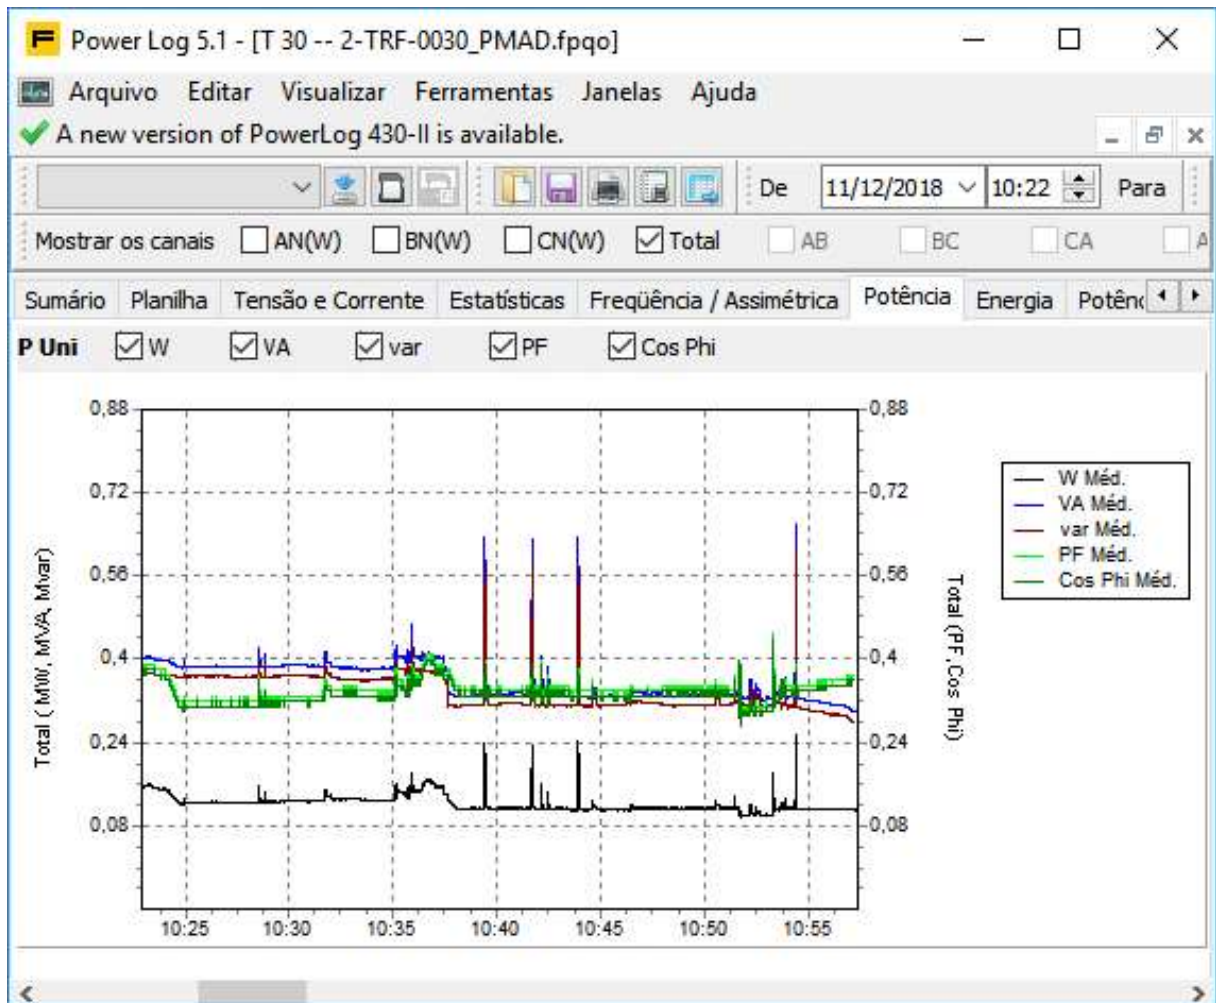 Power Log 5.1 - [T 30 -- 2-TRF-0030_PMAD.fpqo]
Arquivo Editar Visualizar Ferramentas Janelas Ajuda
A new version of PowerLog 430-II is available.
De 11/12/2018 10:22 Para
Mostrar os canais AN(W) BN(W) CN(W) Total AB BC CA A
Sumário Planilha Tensão e Corrente Estatísticas Freqüência / Assimétrica Potência Energia Potênc
P Uni W VA var PF Cos Phi
0,88 0,88
0,72 0,72
0,56 0,56
0,4 0,4
0,24 0,24
0,08 0,08
Total ( MW, MVA, Mvar)
Total (PF,Cos Phi)
W Méd.
VA Méd.
var Méd.
PF Méd.
Cos Phi Méd.
10:25 10:30 10:35 10:40 10:45 10:50 10:55